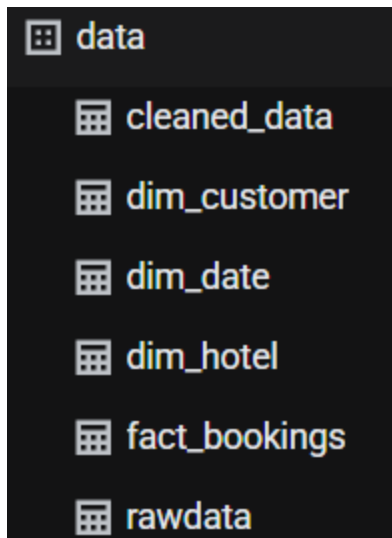 data
cleaned_data
dim_customer
dim_date
dim_hotel
fact_bookings
rawdata